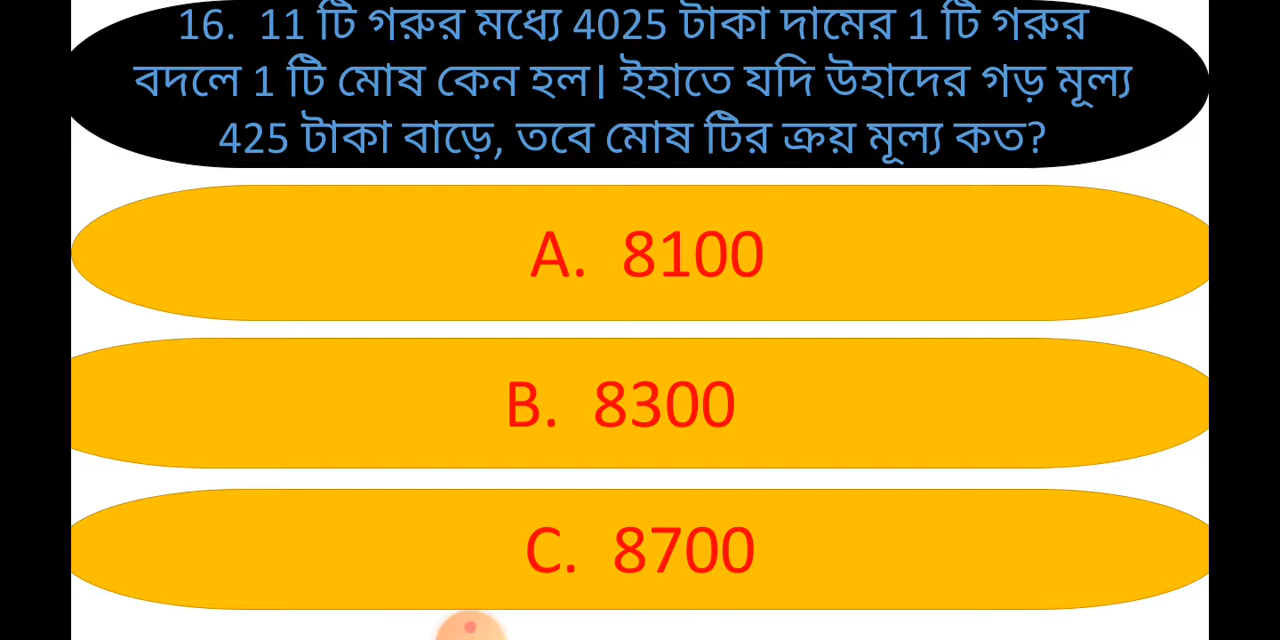 16. 11 টি গরুর মধ্যে 4025 টাকা দামের 1 টি গরুর
বদলে 1 টি মোষ কেন হল| ইহাতে যদি উহাদের গড় মূল্য
425 টাকা বাড়ে, তবে মোষ টির ক্রয় মূল্য কত?
A. 8100
B. 8300
C. 8700